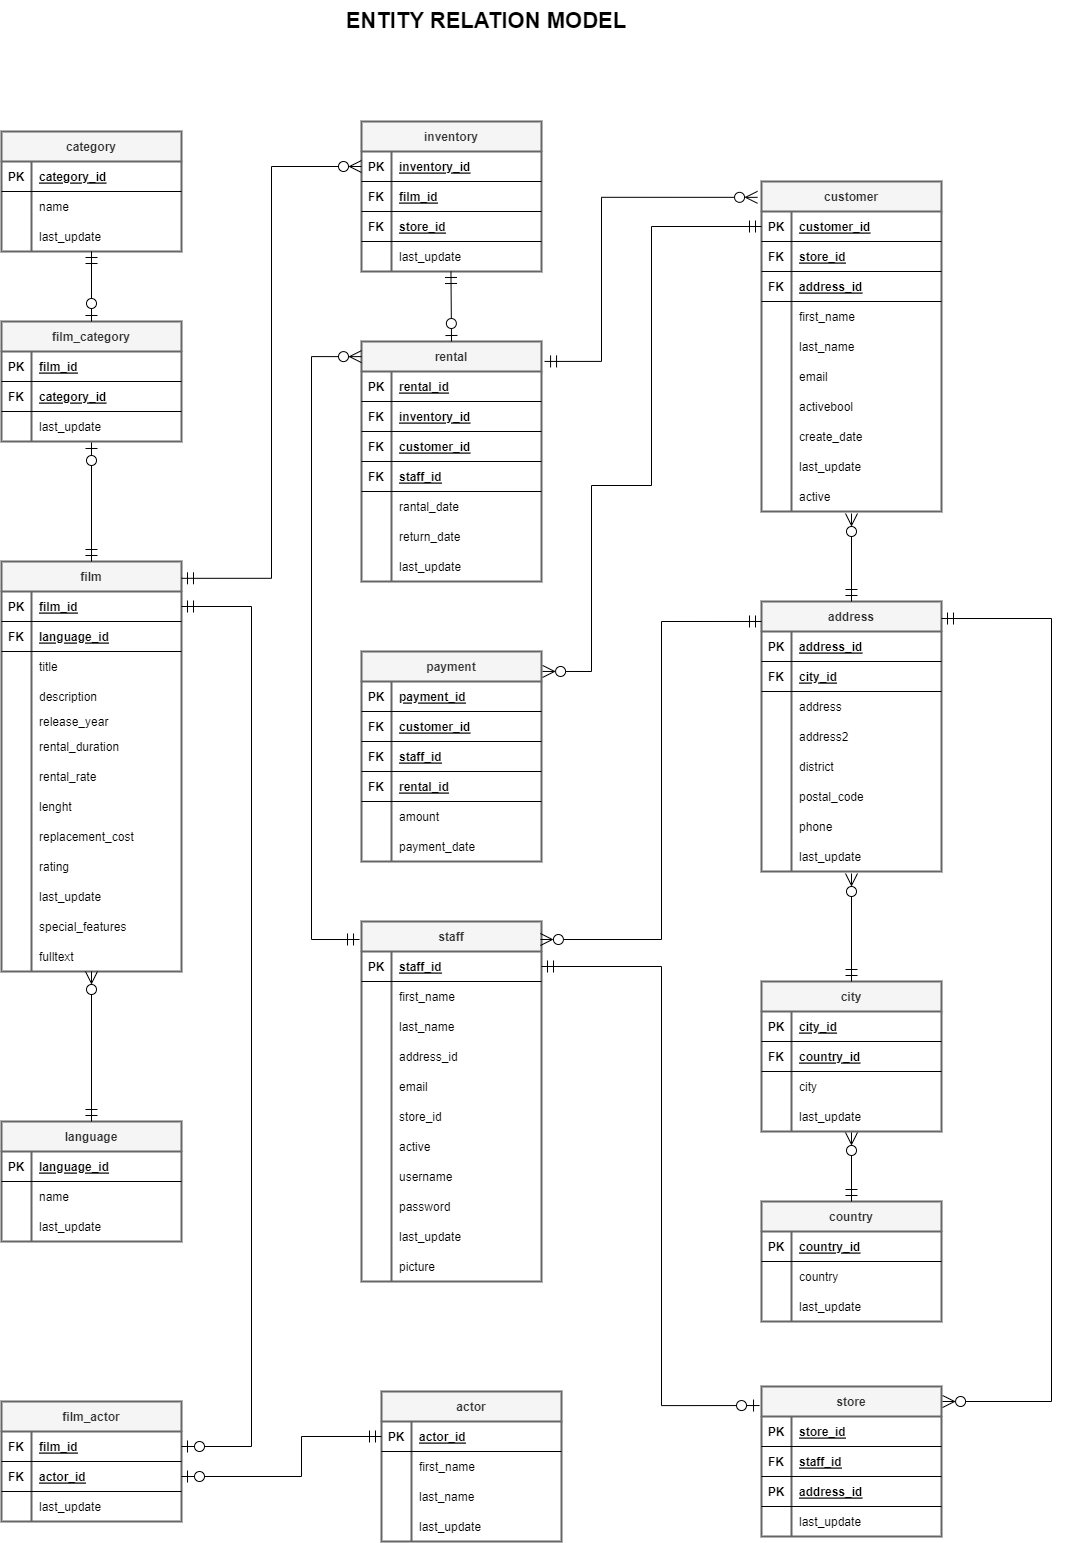 ENTITY RELATION MODEL
category
PK category_id
name
last_update
film_category
PK film_id
FK category_id
last_update
film
PK film_id
FK language_id
title
description
release_year
rental_duration
rental_rate
lenght
replacement_cost
rating
last_update
special_features
fulltext
language
PK language_id
name
last_update
film_actor
FK film_id
FK actor_id
last_update
inventory
PK inventory_id
FK film_id
FK store_id
last_update
rental
PK rental_id
FK inventory_id
FK customer_id
FK staff_id
rantal_date
return_date
last_update
payment
PK payment_id
FK customer_id
FK staff_id
FK rental_id
amount
payment_date
staff
PK staff_id
first_name
last_name
address_id
email
store_id
active
username
password
last_update
picture
actor
PK actor_id
first_name
last_name
last_update
customer
PK customer_id
FK store_id
FK address_id
first_name
last_name
email
activebool
create_date
last_update
active
address
PK address_id
FK city_id
address
address2
district
postal_code
phone
last_update
city
PK city_id
FK country_id
city
last_update
country
PK country_id
country
last_update
store
PK store_id
FK staff_id
PK address_id
last_update